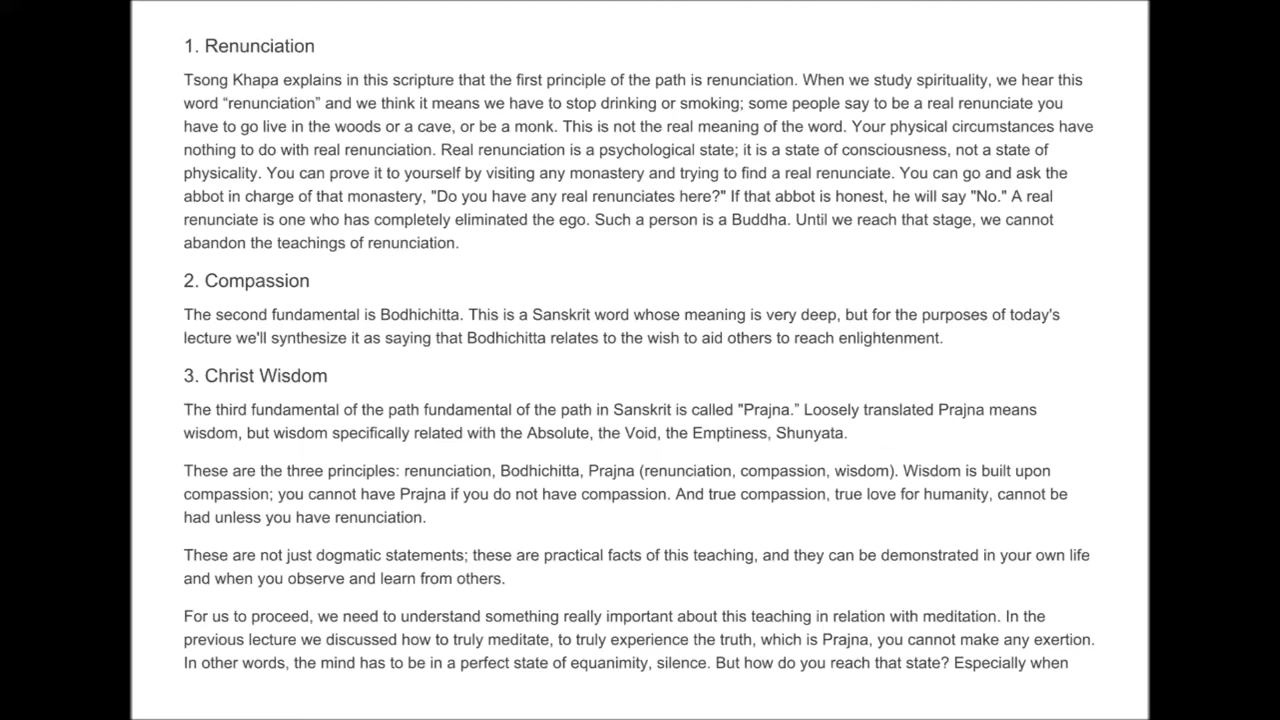 1. Renunciation
Tsong Khapa explains in this scripture that the first principle of the path is renunciation. When we study spirituality, we hear this
word “renunciation” and we think it means we have to stop drinking or smoking; some people say to be a real renunciate you
have to go live in the woods or a cave, or be a monk. This is not the real meaning of the word. Your physical circumstances have
nothing to do with real renunciation. Real renunciation is a psychological state; it is a state of consciousness, not a state of
physicality. You can prove it to yourself by visiting any monastery and trying to find a real renunciate. You can go and ask the
abbot in charge of that monastery, "Do you have any real renunciates here?" If that abbot is honest, he will say "No." A real
renunciate is one who has completely eliminated the ego. Such a person is a Buddha. Until we reach that stage, we cannot
abandon the teachings of renunciation.
2. Compassion
The second fundamental is Bodhichitta. This is a Sanskrit word whose meaning is very deep, but for the purposes of today's
lecture we'll synthesize it as saying that Bodhichitta relates to the wish to aid others to reach enlightenment.
3. Christ Wisdom
The third fundamental of the path fundamental of the path in Sanskrit is called "Prajna.” Loosely translated Prajna means
wisdom, but wisdom specifically related with the Absolute, the Void, the Emptiness, Shunyata.
These are the three principles: renunciation, Bodhichitta, Prajna (renunciation, compassion, wisdom). Wisdom is built upon
compassion; you cannot have Prajna if you do not have compassion. And true compassion, true love for humanity, cannot be
had unless you have renunciation.
These are not just dogmatic statements; these are practical facts of this teaching, and they can be demonstrated in your own life
and when you observe and learn from others.
For us to proceed, we need to understand something really important about this teaching in relation with meditation. In the
previous lecture we discussed how to truly meditate, to truly experience the truth, which is Prajna, you cannot make any exertion.
In other words, the mind has to be in a perfect state of equanimity, silence. But how do you reach that state? Especially when